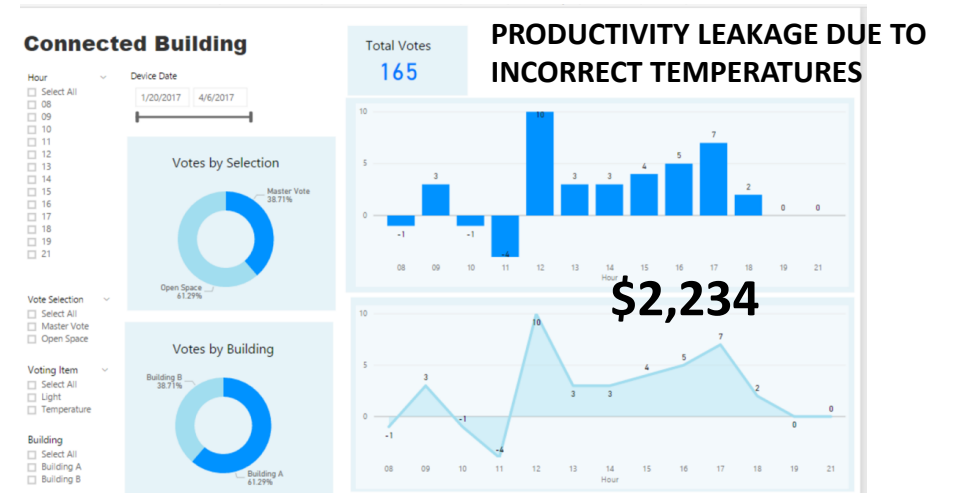 Connected Building
Total Votes
165
PRODUCTIVITY LEAKAGE DUE TO
INCORRECT TEMPERATURES
Hour
Select All
08
09
10
11
12
13
14
15
16
17
18
19
21
Device Date
1/20/2017 4/6/2017
Votes by Selection
Master Vote
38.71%
Open Space
61.29%
Vote Selection
Select All
Master Vote
Open Space
Voting Item
Select All
Light
Temperature
Building
Select All
Building A
Building B
Votes by Building
Building B
38.71%
Building A
61.29%
10
5
0
-1 3 -1 -4 10 3 3 4 5 7 2 0 0
08 09 10 11 12 13 14 15 16 17 18 19 21
Hour
$2,234
10
5
0
-1 3 -1 -4 10 3 3 4 5 7 2 0 0
08 09 10 11 12 13 14 15 16 17 18 19 21
Hour